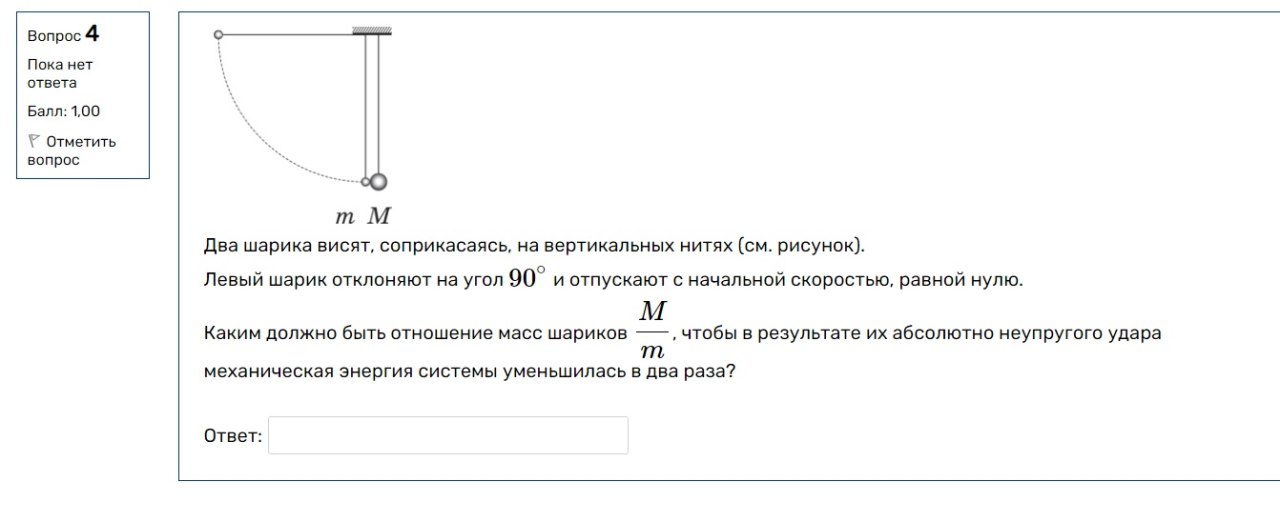 Вопрос 4
Пока нет
ответа
Балл: 1,00
Отметить
вопрос
m M
Два шарика висят, соприкасаясь, на вертикальных нитях (см. рисунок).
Левый шарик отклоняют на угол 90° и отпускают с начальной скоростью, равной нулю.
Каким должно быть отношение масс шариков M/m, чтобы в результате их абсолютно неупругого удара
механическая энергия системы уменьшилась в два раза?
Ответ: